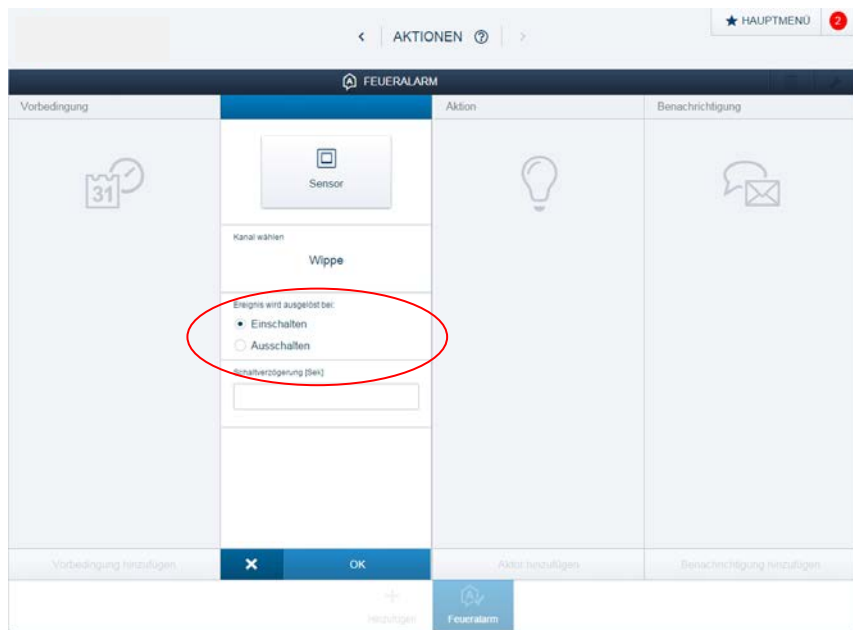 AKTIONEN ?
HAUPTMENÜ
2
FEUERALARM
Vorbedingung
Aktion
Benachrichtigung
31
Sensor
Kanal wählen
Wippe
Ereignis wird ausgelöst bei:
Einschalten
Ausschalten
Schaltverzögerung [Sek]
Vorbedingung hinzufügen
OK
Aktor hinzufügen
Benachrichtigung hinzufügen
Hinzufügen
Feueralarm